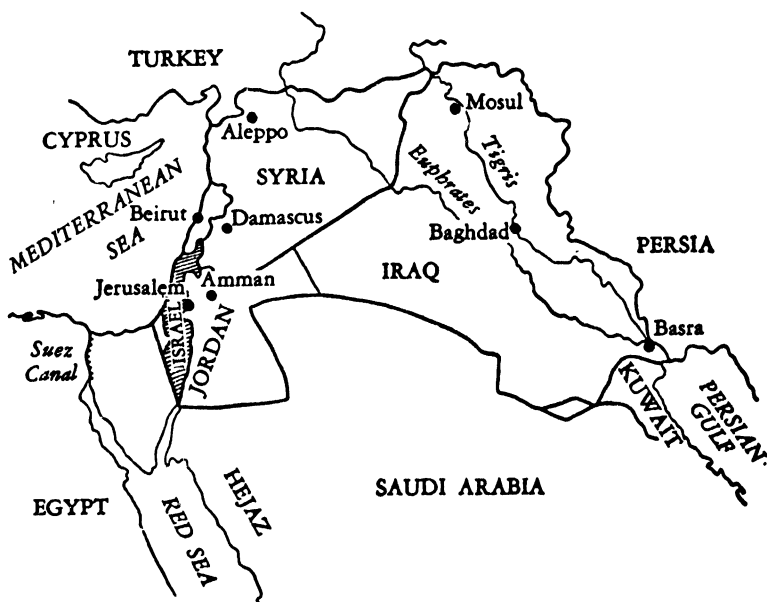 TURKEY
Mosul
Aleppo
CYPRUS
Tigris
SYRIA
Euphrates
MEDITERRANEAN
SEA
Beirut
Damascus
Baghdad
PERSIA
IRAQ
Jerusalem
Amman
ISRAEL
JORDAN
Suez
Canal
Basra
KUWAIT
PERSIAN
GULF
EGYPT
RED SEA
HEJAZ
SAUDI ARABIA